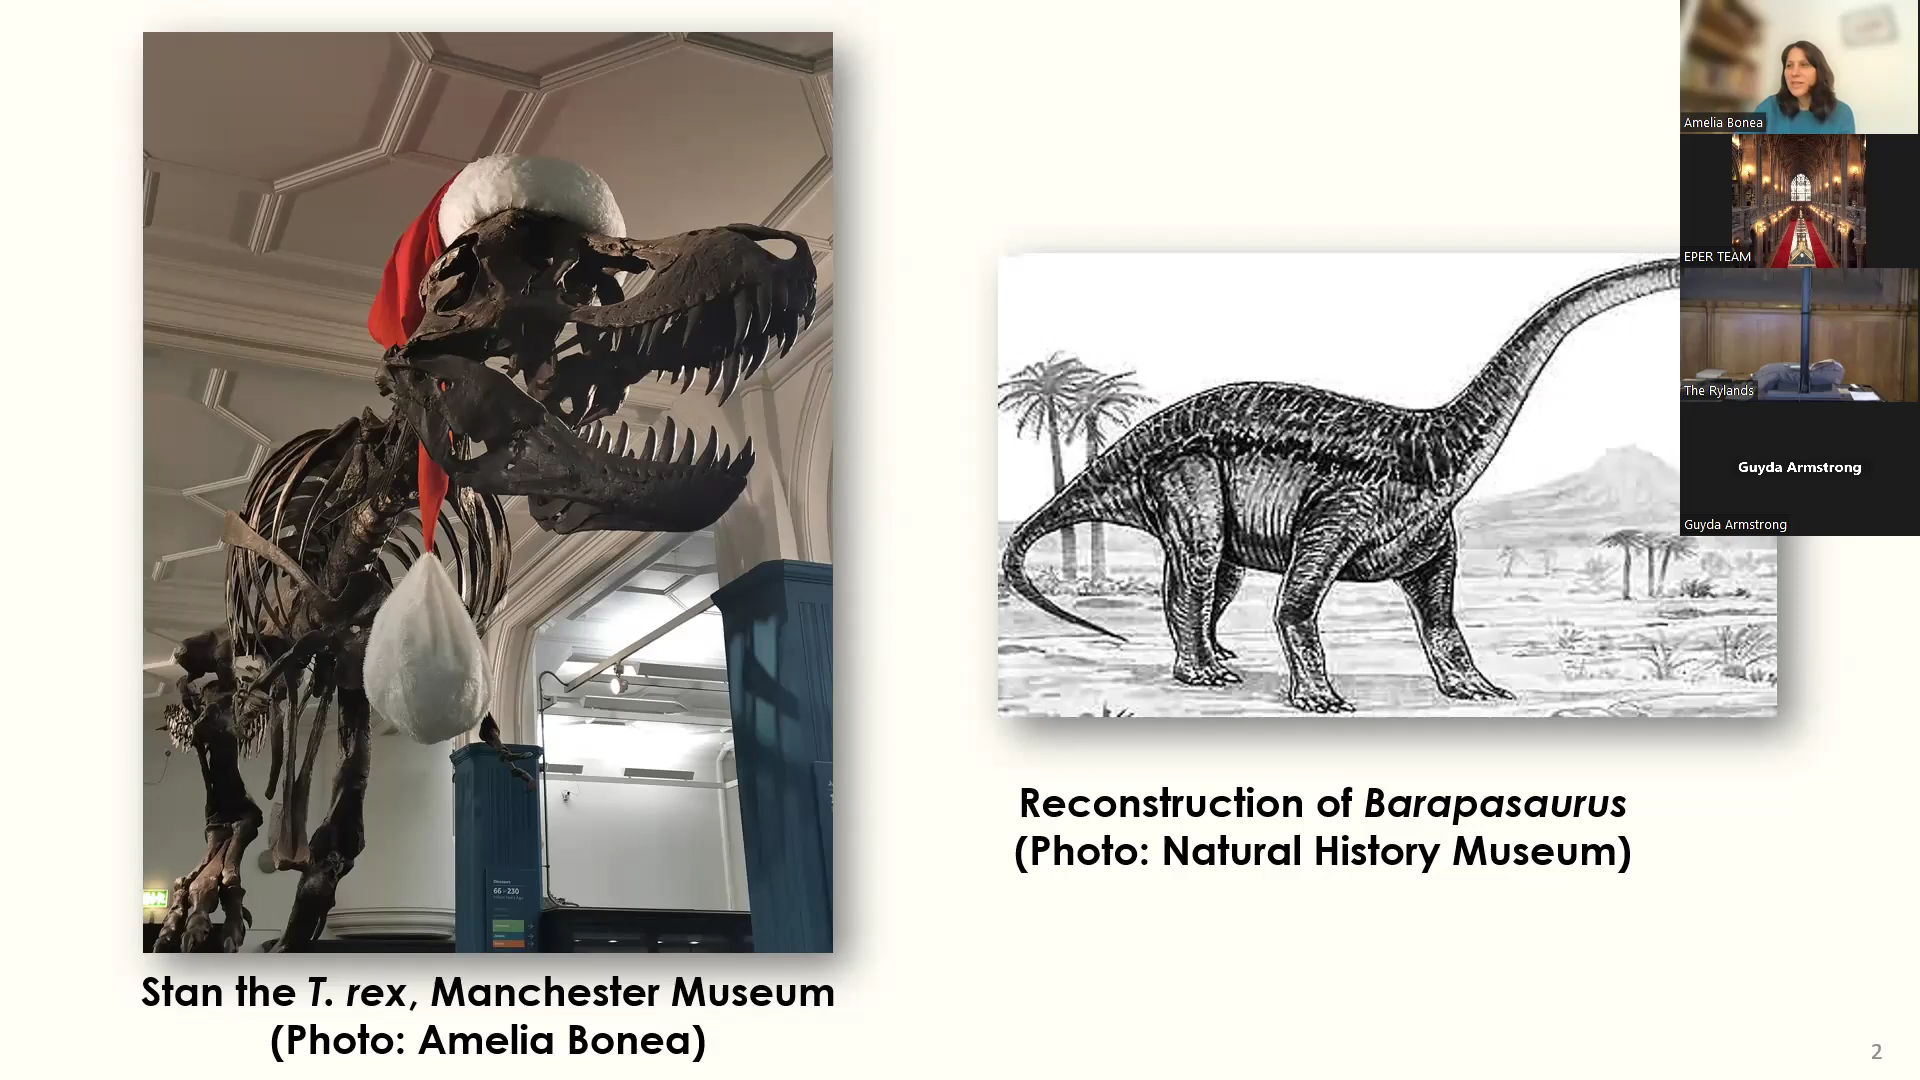 Stan the T. rex, Manchester Museum
(Photo: Amelia Bonea)
Reconstruction of Barapasaurus
(Photo: Natural History Museum)
Amelia Bonea
EPER TEAM
The Rylands
Guyda Armstrong
Guyda Armstrong
Dinosaurs
66 - 230
2